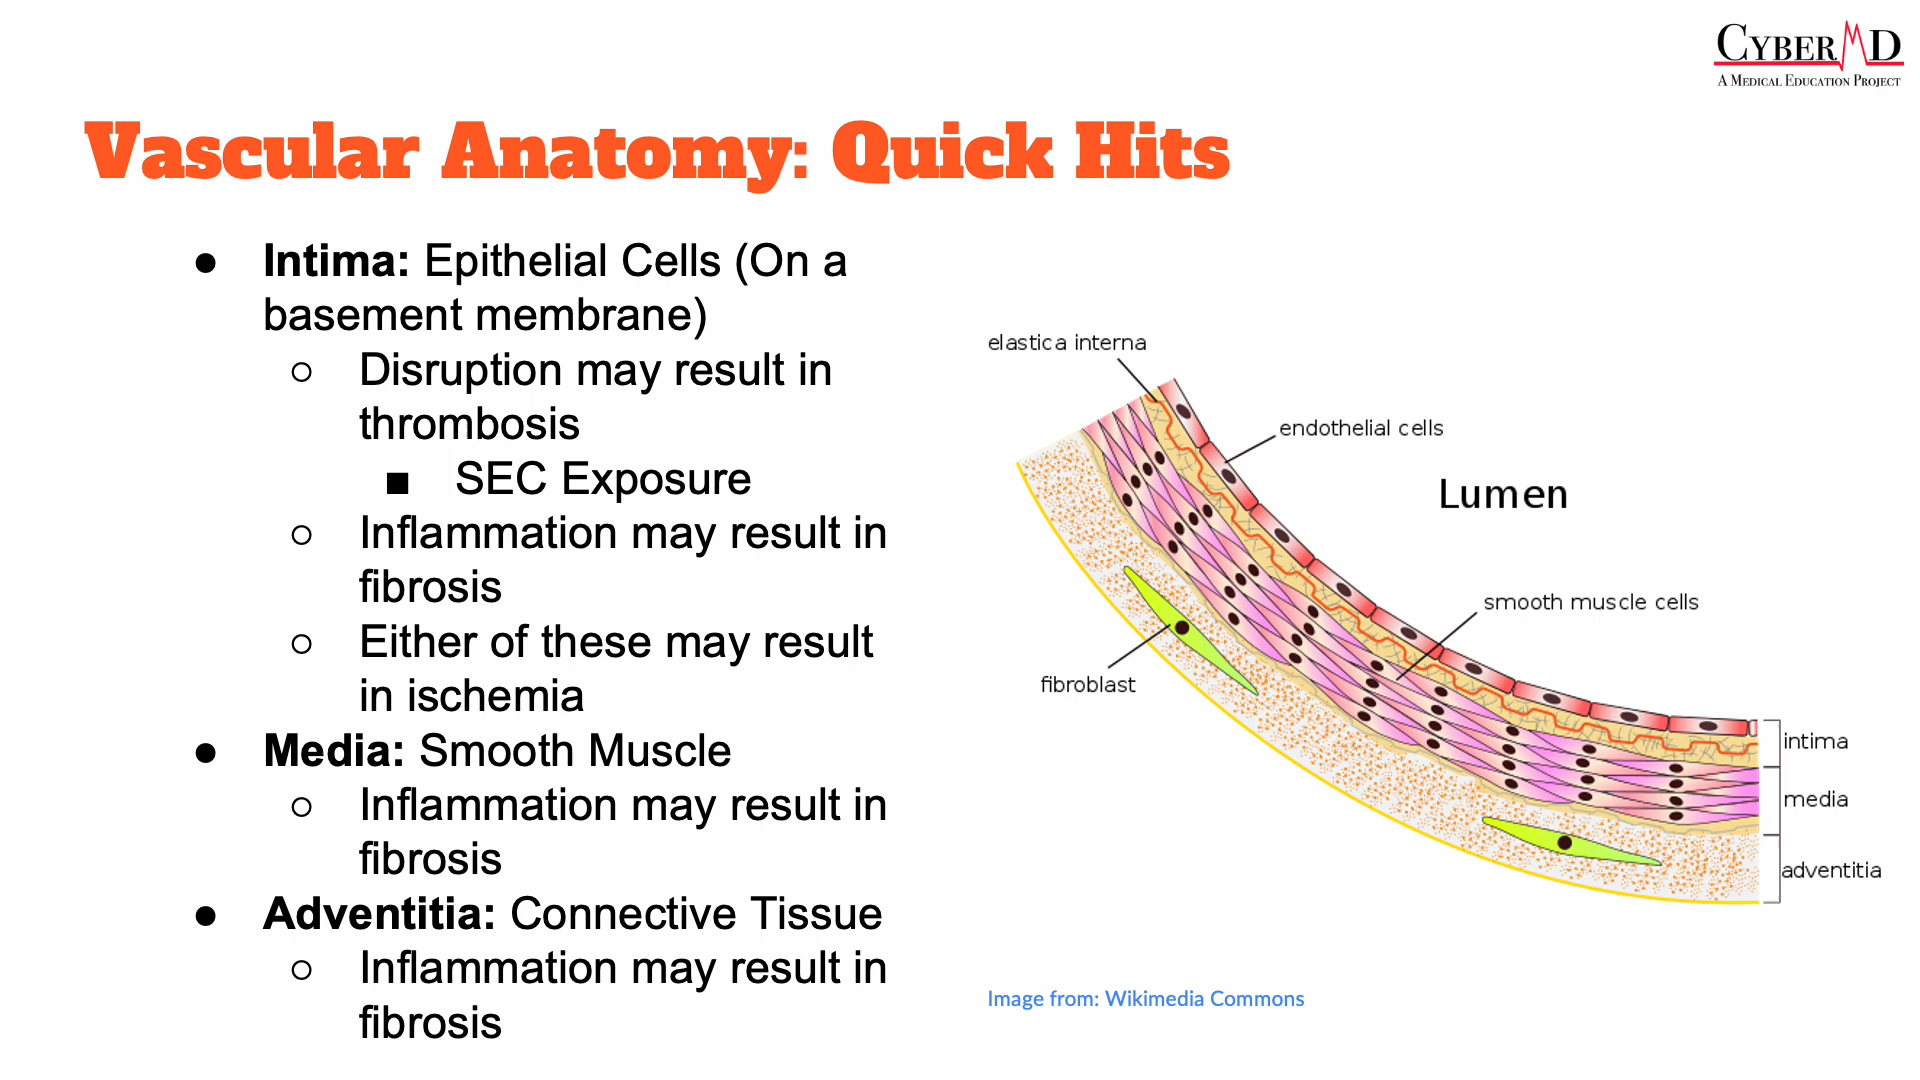 CYBERMD
A MEDICAL EDUCATION PROJECT
Vascular Anatomy: Quick Hits
● Intima: Epithelial Cells (On a
basement membrane)
○ Disruption may result in
thrombosis
■ SEC Exposure
○ Inflammation may result in
fibrosis
○ Either of these may result
in ischemia
● Media: Smooth Muscle
○ Inflammation may result in
fibrosis
● Adventitia: Connective Tissue
○ Inflammation may result in
fibrosis
elastica interna
endothelial cells
Lumen
smooth muscle cells
fibroblast
intima
media
adventitia
Image from: Wikimedia Commons